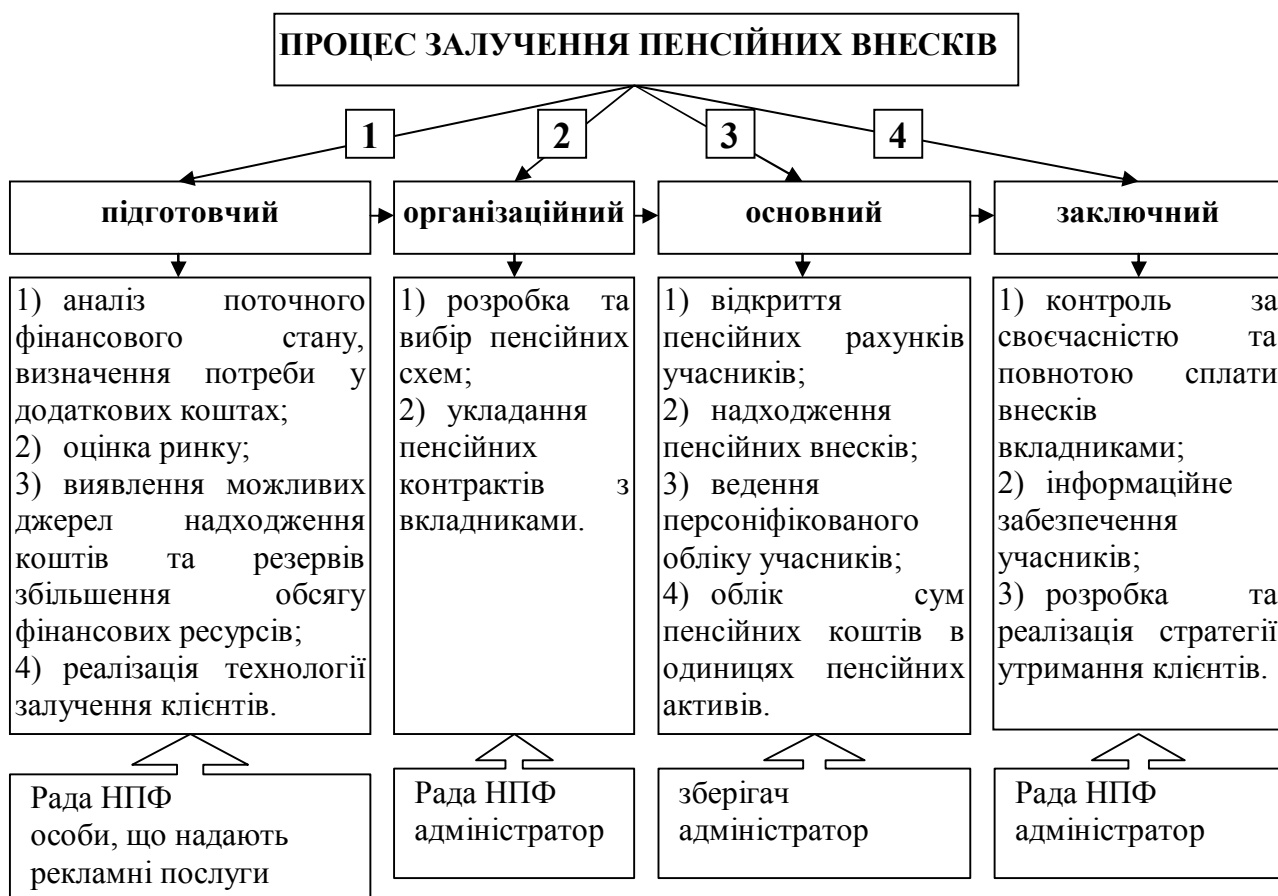 ПРОЦЕС ЗАЛУЧЕННЯ ПЕНСІЙНИХ ВНЕСКІВ
1
2
3
4
підготовчий
організаційний
основний
заключний
1) аналіз поточного
фінансового стану,
визначення потреби у
додаткових коштах;
2) оцінка ринку;
3) виявлення можливих
джерел надходження
коштів та резервів
збільшення обсягу
фінансових ресурсів;
4) реалізація технології
залучення клієнтів.
1) розробка та
вибір пенсійних
схем;
2) укладання
пенсійних
контрактів з
вкладниками.
1) відкриття
пенсійних рахунків
учасників;
2) надходження
пенсійних внесків;
3) ведення
персоніфікованого
обліку учасників;
4) облік сум
пенсійних коштів в
одиницях пенсійних
активів.
1) контроль за
своєчасністю та
повнотою сплати
внесків
вкладниками;
2) інформаційне
забезпечення
учасників;
3) розробка та
реалізація стратегії
утримання клієнтів.
Рада НПФ
особи, що надають
рекламні послуги
Рада НПФ
адміністратор
зберігач
адміністратор
Рада НПФ
адміністратор